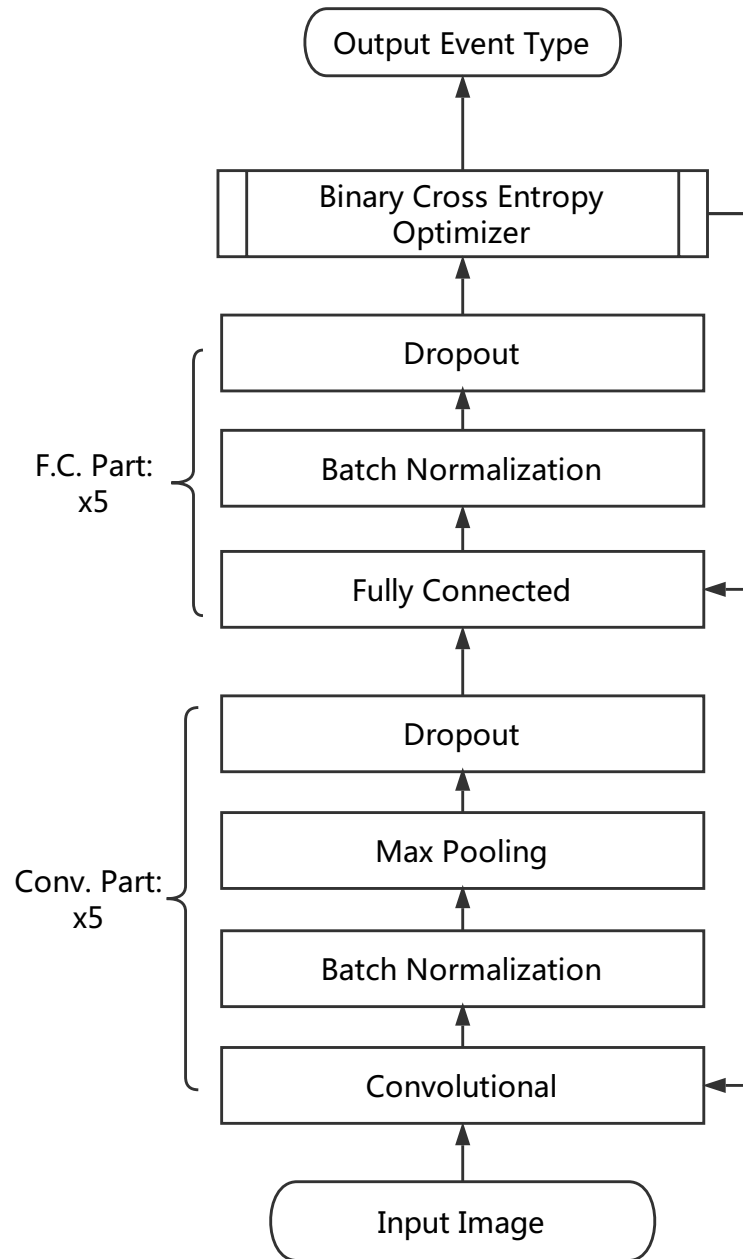 Output Event Type
Binary Cross Entropy
Optimizer
Dropout
Batch Normalization
F.C. Part:
x5
Fully Connected
Dropout
Max Pooling
Conv. Part:
x5
Batch Normalization
Convolutional
Input Image